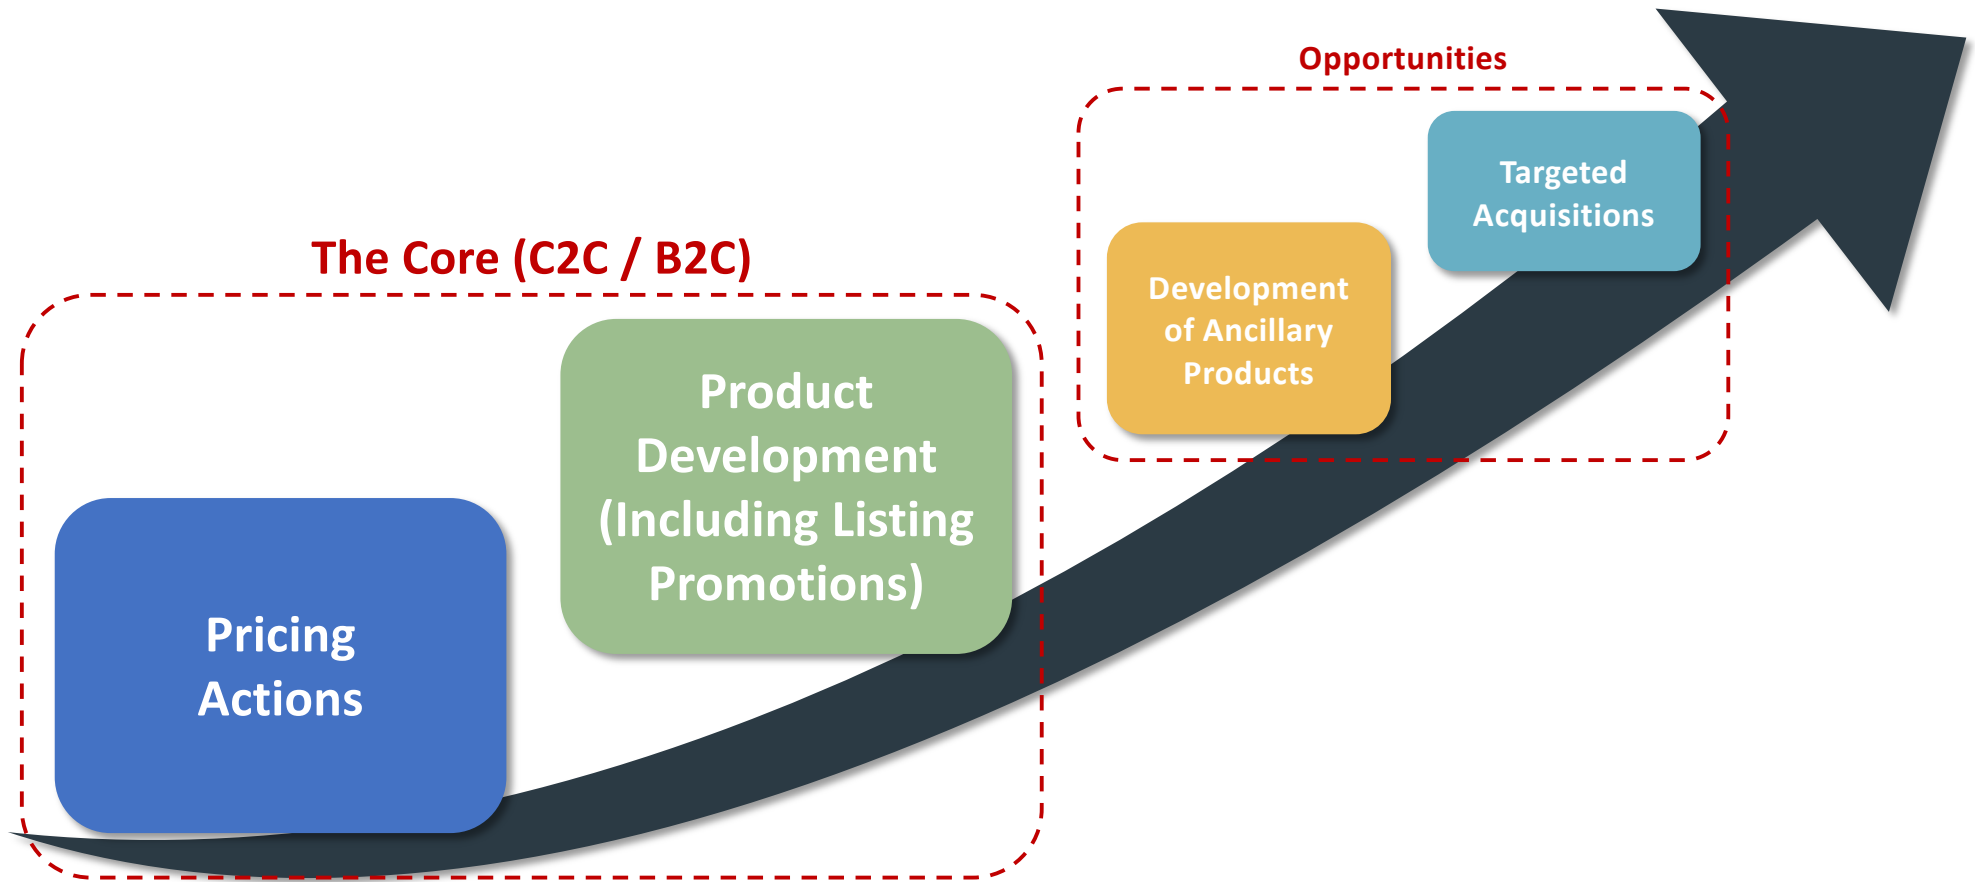 Opportunities
Targeted
Acquisitions
Development
of Ancillary
Products
The Core (C2C / B2C)
Product
Development
(Including Listing
Promotions)
Pricing
Actions